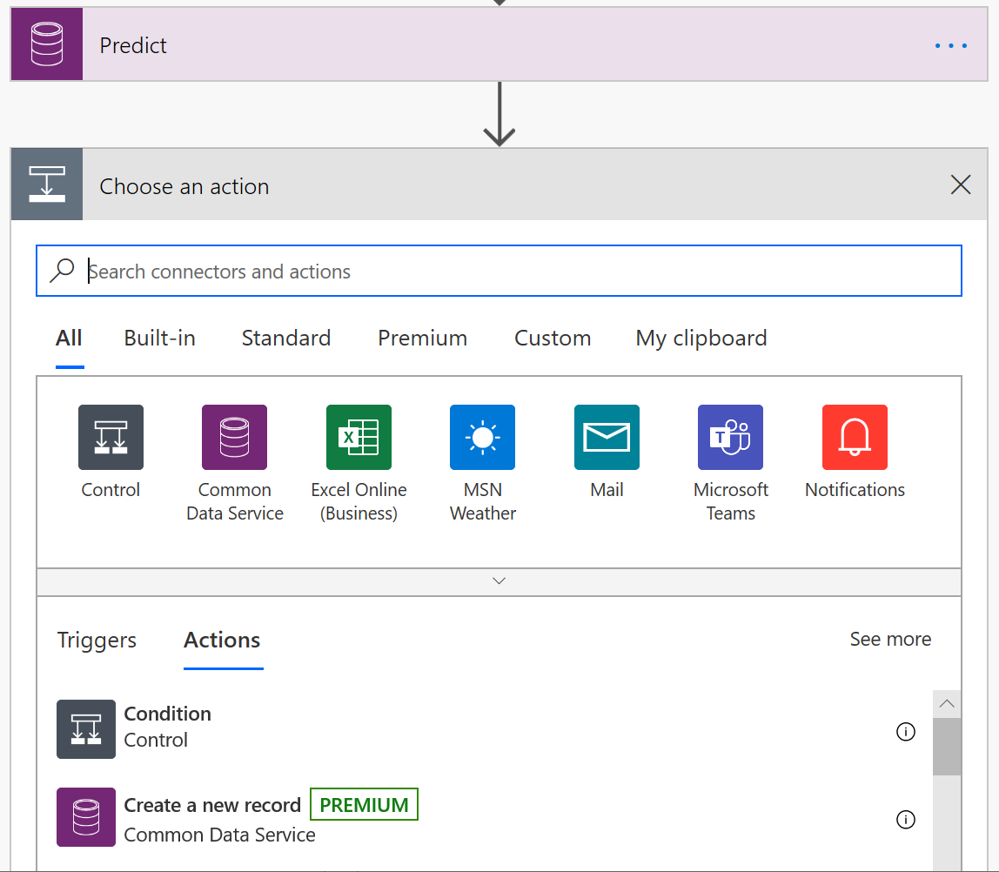 Predict
Choose an action
Search connectors and actions
All Built-in Standard Premium Custom My clipboard
Control
Common
Data Service
Excel Online
(Business)
MSN
Weather
Mail
Microsoft
Teams
Notifications
Triggers Actions See more
Condition
Control
Create a new record PREMIUM
Common Data Service